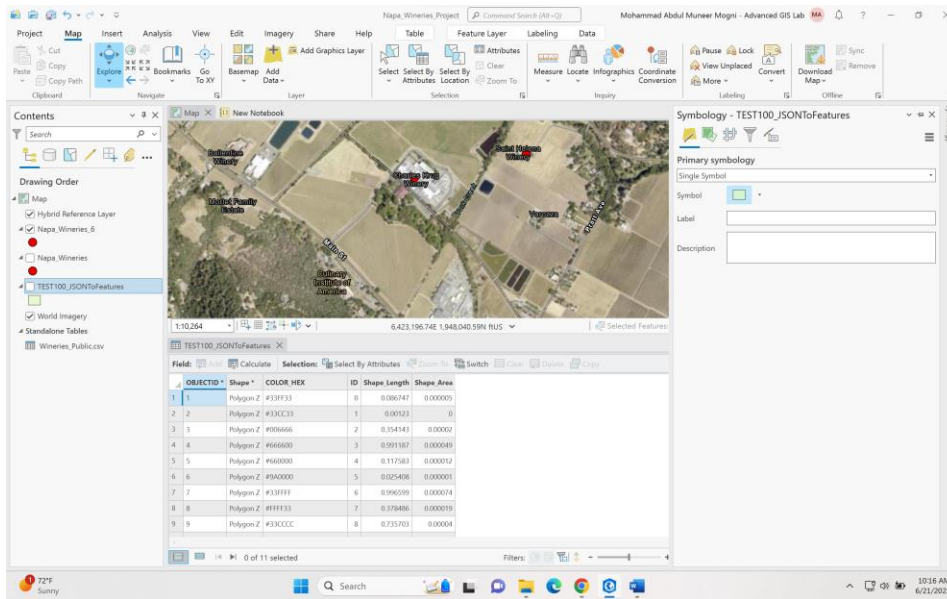 Napa_Wineries_Project
Command Search (Alt+Q)
Mohammad Abdul Muneer Mogni - Advanced GIS Lab
MA
?
Project
Map
Insert
Analysis
View
Edit
Imagery
Share
Help
Table
Feature Layer
Labeling
Data
Paste
Cut
Copy
Copy Path
Clipboard
Explore
Bookmarks
Go To XY
Navigate
Basemap
Add Data
Add Graphics Layer
Layer
Select
Select By Attributes
Select By Location
Attributes
Clear
Zoom To
Selection
Measure
Locate
Infographics
Coordinate Conversion
Inquiry
Pause
Lock
View Unplaced
More
Convert
Labeling
Download Map
Sync
Remove
Offline
Contents
Search
Drawing Order
Map
Hybrid Reference Layer
Napa_Wineries_6
Napa_Wineries
TEST100_JSONToFeatures
World Imagery
Standalone Tables
Wineries_Public.csv
Map
New Notebook
Ballentine
Winery
Charles Krug
Winery
Saint Helena
Winery
Markt Family
Estate
Varozza
Pratt Ave
Main St
Culinary
Institute of
America
1:10,264
6,423,196.74E 1,948,040.59N ftUS
Selected Features:
TEST100_JSONToFeatures
Field: Add Calculate Selection: Select By Attributes Zoom To Switch Clear Delete Copy
OBJECTID * Shape * COLOR_HEX ID Shape_Length Shape_Area
1 1 Polygon Z #33FF33 0 0.086747 0.000005
2 2 Polygon Z #33CC33 1 0.00123 0
3 3 Polygon Z #006666 2 0.354143 0.00002
4 4 Polygon Z #666600 3 0.991187 0.000049
5 5 Polygon Z #660000 4 0.117583 0.000012
6 6 Polygon Z #9A0000 5 0.025408 0.000001
7 7 Polygon Z #33FFFF 6 0.996599 0.000074
8 8 Polygon Z #FFFF33 7 0.378486 0.000019
9 9 Polygon Z #33CCCC 8 0.735703 0.00004
0 of 11 selected
Filters:
Symbology - TEST100_JSONToFeatures
Primary symbology
Single Symbol
Symbol
Label
Description
72°F
Sunny
Search
10:16 AM